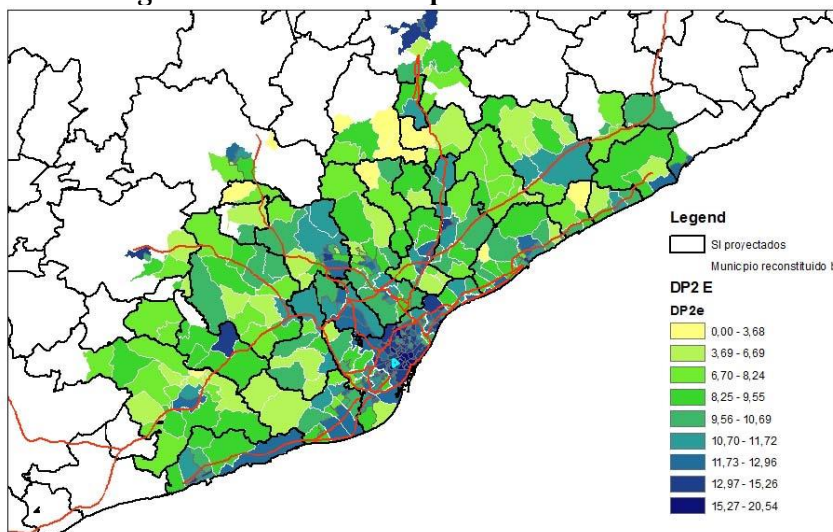 Legend
SI proyectados
Municpio reconstituido b
DP2 E
DP2e
0,00 - 3,68
3,69 - 6,69
6,70 - 8,24
8,25 - 9,55
9,56 - 10,69
10,70 - 11,72
11,73 - 12,96
12,97 - 15,26
15,27 - 20,54